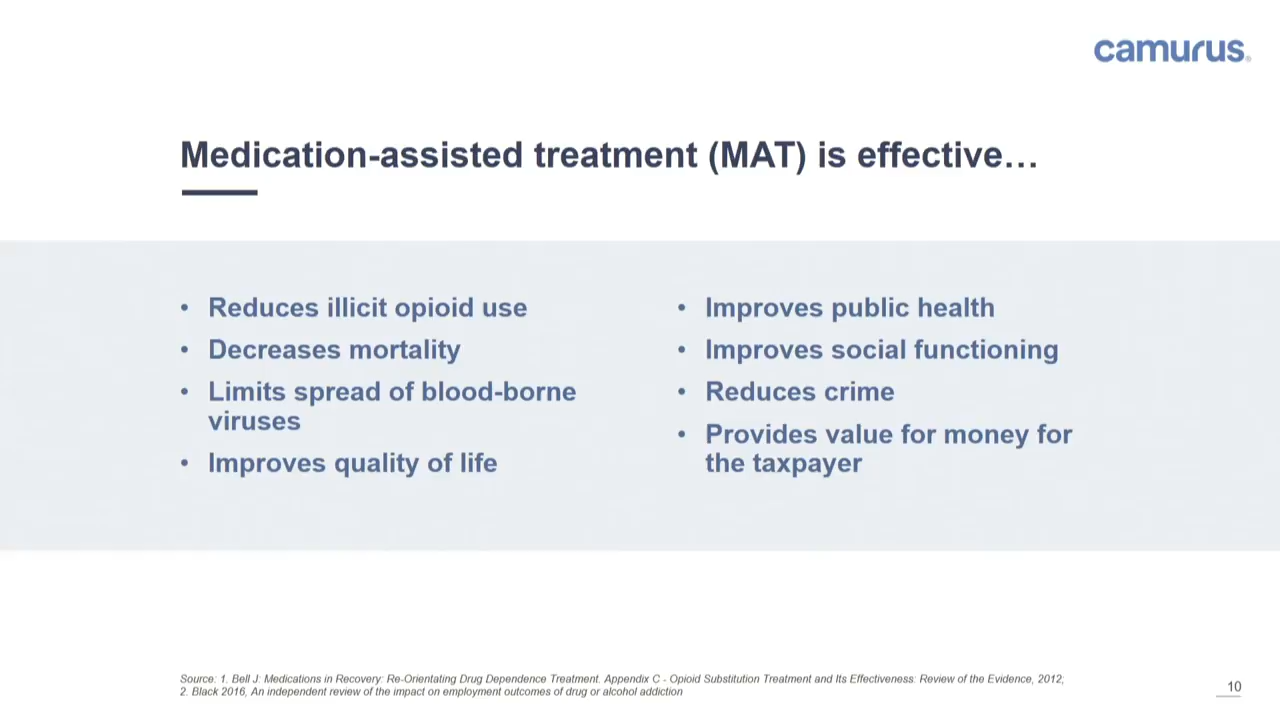 camurus®
Medication-assisted treatment (MAT) is effective…
• Reduces illicit opioid use
• Decreases mortality
• Limits spread of blood-borne
viruses
• Improves quality of life
• Improves public health
• Improves social functioning
• Reduces crime
• Provides value for money for
the taxpayer
Source: 1. Bell J: Medications in Recovery: Re-Orientating Drug Dependence Treatment. Appendix C - Opioid Substitution Treatment and Its Effectiveness: Review of the Evidence, 2012;
2. Black 2016, An independent review of the impact on employment outcomes of drug or alcohol addiction
10